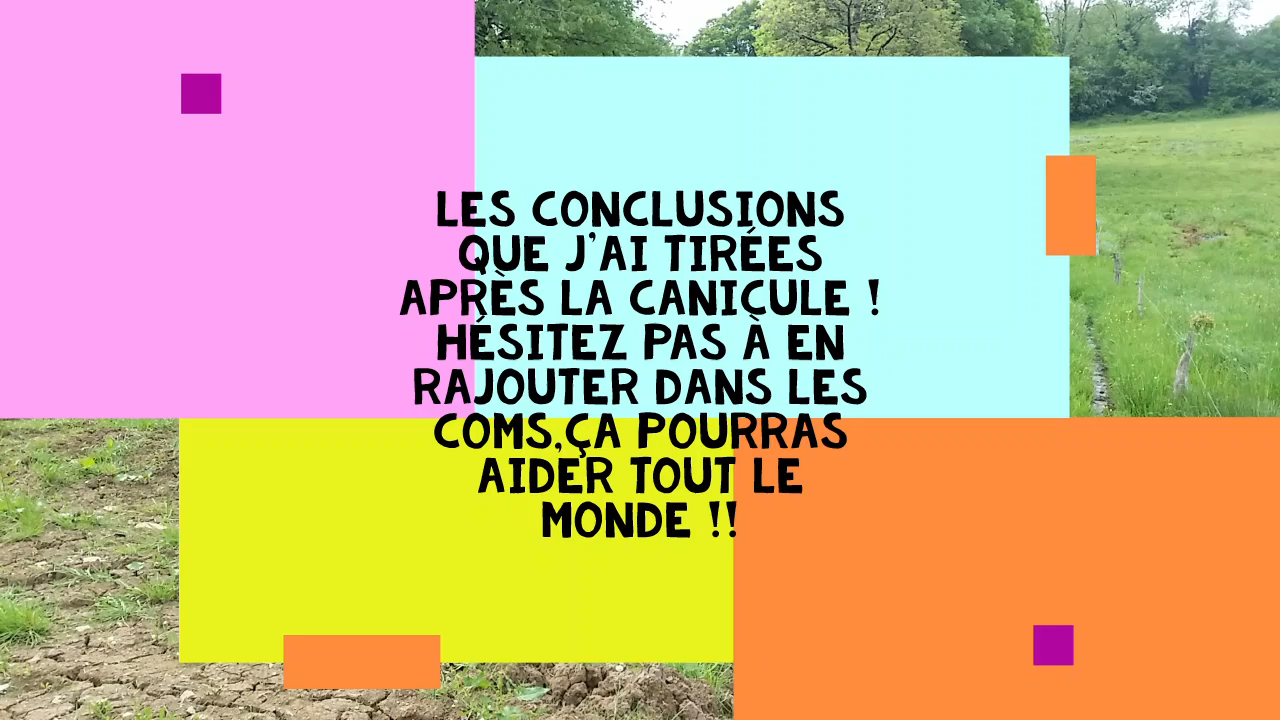 LES CONCLUSIONS
QUE J'AI TIRÉES
APRÈS LA CANICULE !
HÉSITEZ PAS À EN
RAJOUTER DANS LES
COMS,ÇA POURRAS
AIDER TOUT LE
MONDE !!